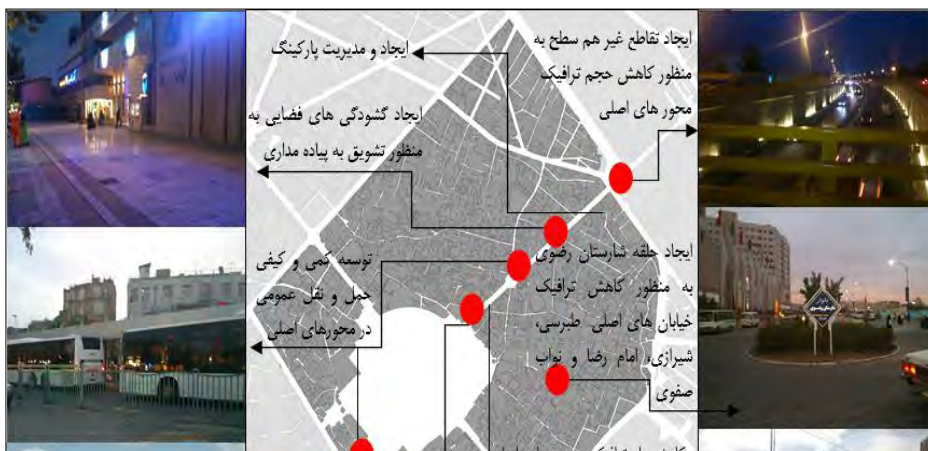 ایجاد تقاطع غیر هم سطح به
منظور کاهش حجم ترافیک
محور های اصلی
ایجاد و مدیریت پارکینگ
ایجاد گشودگی های فضایی به
منظور تشویق به پیاده مداری
ایجاد حلقه شارستان رضوی
به منظور کاهش ترافیک
خیابان های اصلی طبرسی،
شیرازی، امام رضا و نواب
صفوی
توسعه کمی و کیفی
حمل و نقل عمومی
در محورهای اصلی